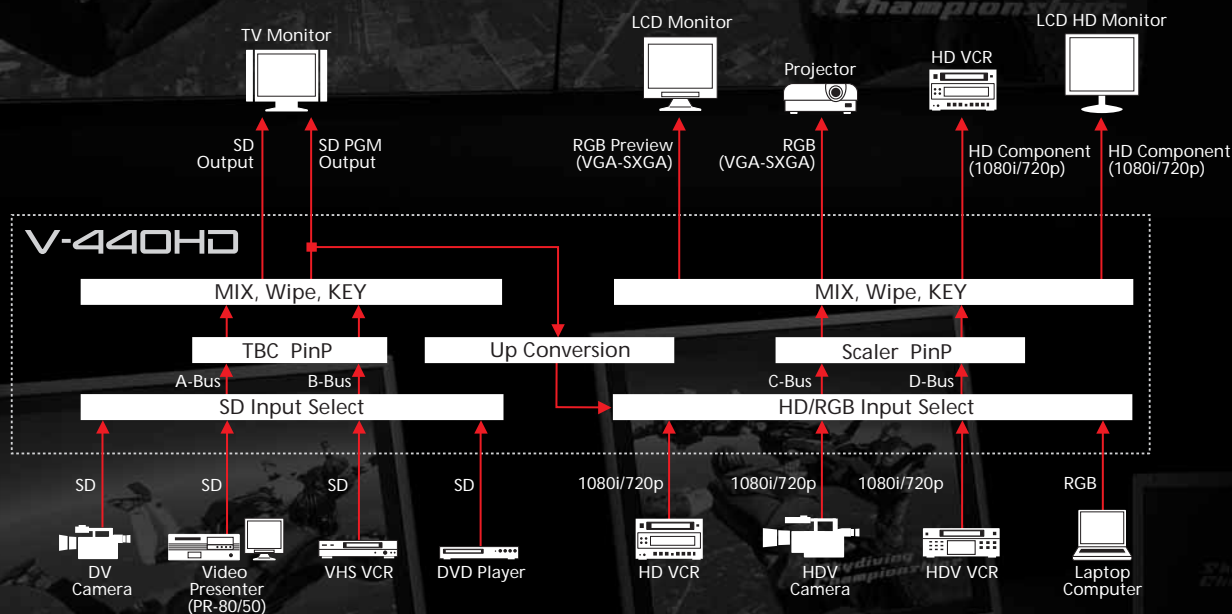 Championships
TV Monitor
LCD Monitor
Projector
HD VCR
LCD HD Monitor
SD
Output
SD PGM
Output
RGB Preview
(VGA-SXGA)
RGB
(VGA-SXGA)
HD Component
(1080i/720p)
HD Component
(1080i/720p)
V-440HD
MIX, Wipe, KEY
MIX, Wipe, KEY
TBC PinP
Up Conversion
Scaler PinP
A-Bus
B-Bus
C-Bus
D-Bus
SD Input Select
HD/RGB Input Select
SD
SD
SD
SD
1080i/720p
1080i/720p
1080i/720p
RGB
DV
Camera
Video
Presenter
(PR-80/50)
VHS VCR
DVD Player
HD VCR
HDV
Camera
HDV VCR
Laptop
Computer